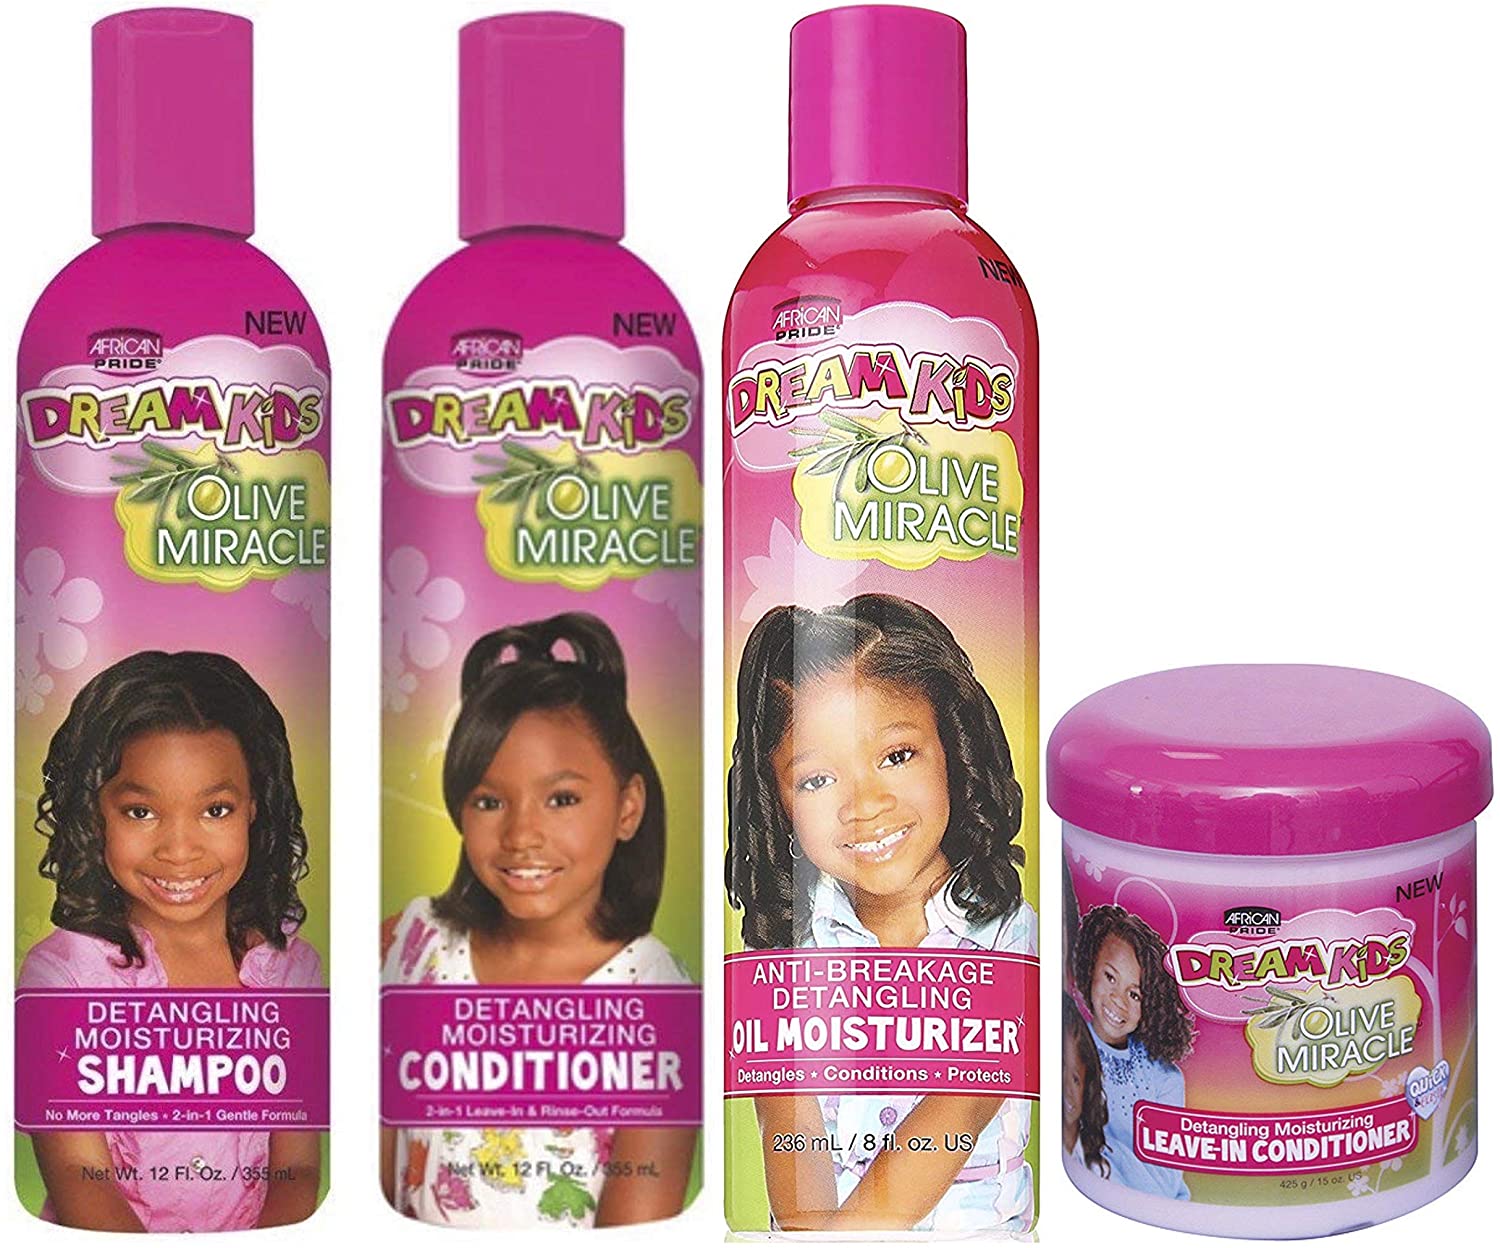 NEW
AFRICAN
PRIDE
DREAM KIDS
OLIVE
MIRACLE
DETANGLING
MOISTURIZING
SHAMPOO
No More Tangles • 2-in-1 Gentle Formula
Net Wt. 12 Fl. Oz. / 355 mL
NEW
AFRICAN
PRIDE
DREAM KIDS
OLIVE
MIRACLE
DETANGLING
MOISTURIZING
CONDITIONER
2-in-1 Leave-In & Rinse-Out Formula
Net Wt. 12 Fl. Oz. / 355 mL
NEW
AFRICAN
PRIDE
DREAM KIDS
OLIVE
MIRACLE
ANTI-BREAKAGE
DETANGLING
OIL MOISTURIZER
Detangles • Conditions • Protects
236 mL / 8 fl. oz. US
NEW
AFRICAN
PRIDE
DREAM KIDS
OLIVE
MIRACLE
QUICK
Detangling Moisturizing
LEAVE-IN CONDITIONER
425 g / 15 oz. US